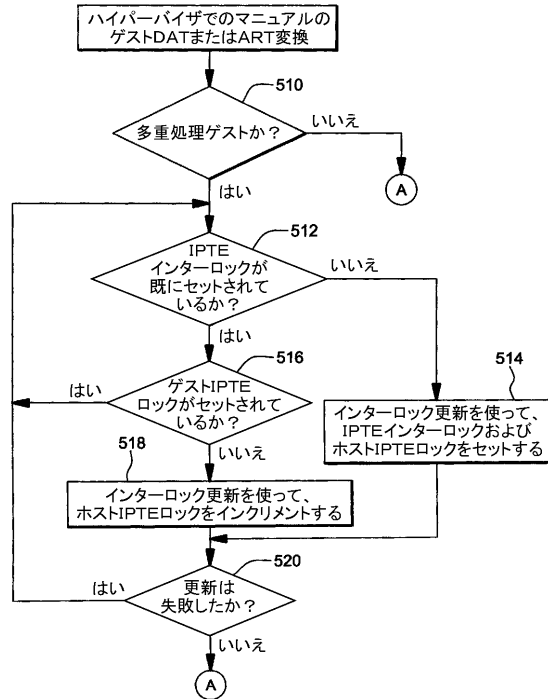 ハイパーバイザでのマニュアルの
ゲストDATまたはART変換
510
多重処理ゲストか?
いいえ
A
はい
512
IPTE
インターロックが
既にセットされて
いるか?
いいえ
はい
516
ゲストIPTE
ロックがセットされて
いるか?
はい
いいえ
514
インターロック更新を使って、
IPTEインターロックおよび
ホストIPTEロックをセットする
518
インターロック更新を使って、
ホストIPTEロックをインクリメントする
520
更新は
失敗したか?
はい
いいえ
A